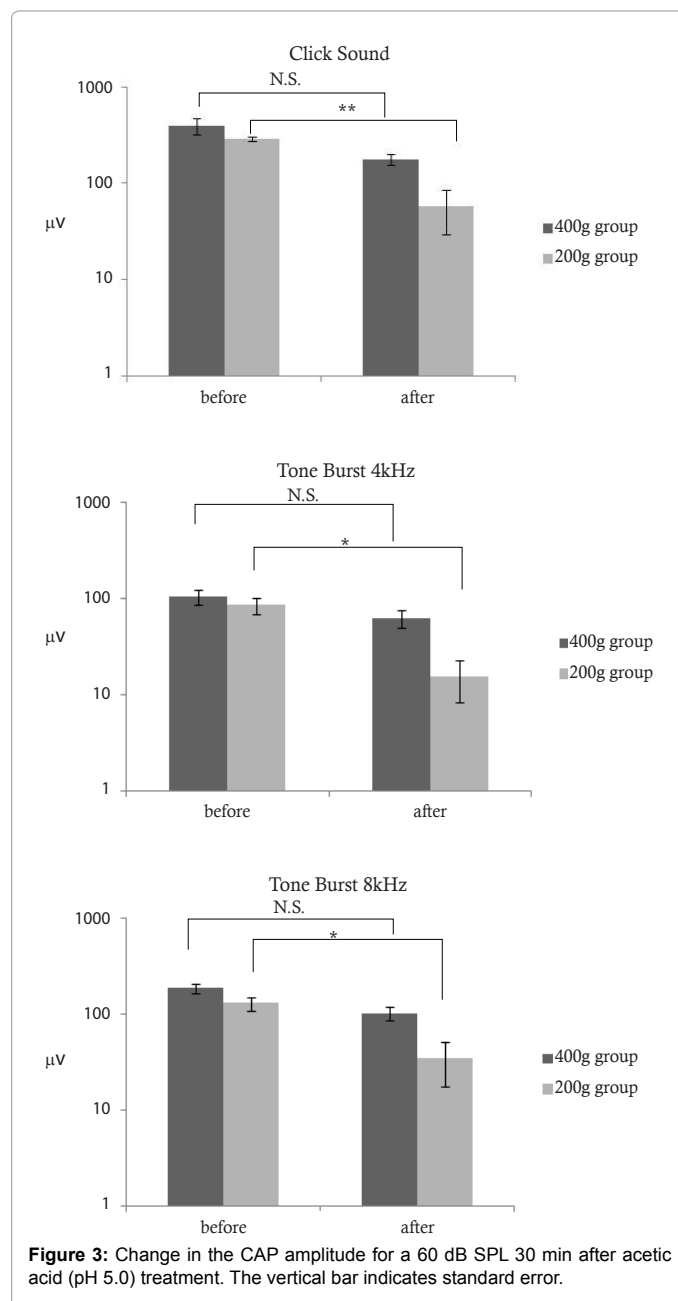 Click Sound
N.S.
**
1000
100
μv
10
1
before
after
400g group
200g group
Tone Burst 4kHz
N.S.
*
1000
100
μv
10
1
before
after
400g group
200g group
Tone Burst 8kHz
N.S.
*
1000
100
μv
10
1
before
after
400g group
200g group
Figure 3: Change in the CAP amplitude for a 60 dB SPL 30 min after acetic
acid (pH 5.0) treatment. The vertical bar indicates standard error.